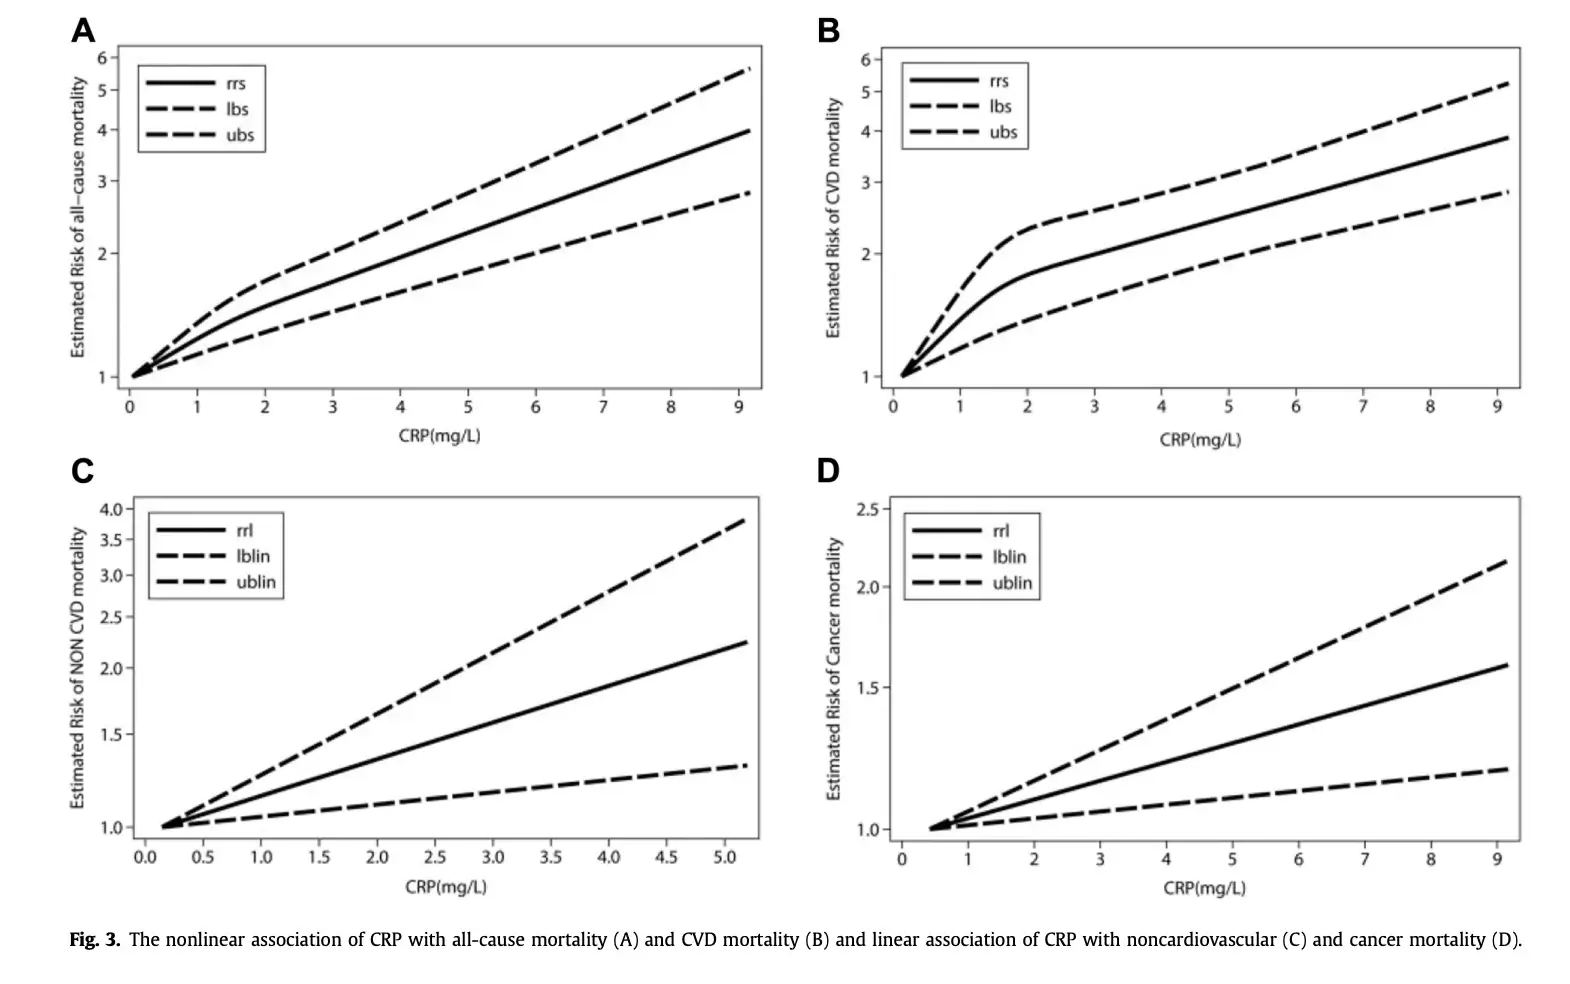 A
Estimated Risk of all−cause mortality
6
5
4
3
2
1
rrs
lbs
ubs
0 1 2 3 4 5 6 7 8 9
CRP(mg/L)
B
Estimated Risk of CVD mortality
6
5
4
3
2
1
rrs
lbs
ubs
0 1 2 3 4 5 6 7 8 9
CRP(mg/L)
C
Estimated Risk of NON CVD mortality
4.0
3.5
3.0
2.5
2.0
1.5
1.0
rrl
lblin
ublin
0.0 0.5 1.0 1.5 2.0 2.5 3.0 3.5 4.0 4.5 5.0
CRP(mg/L)
D
Estimated Risk of Cancer mortality
2.5
2.0
1.5
1.0
rrl
lblin
ublin
0 1 2 3 4 5 6 7 8 9
CRP(mg/L)
Fig. 3. The nonlinear association of CRP with all-cause mortality (A) and CVD mortality (B) and linear association of CRP with noncardiovascular (C) and cancer mortality (D).